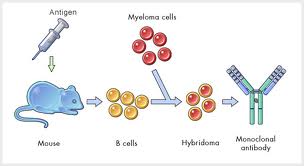 Antigen
Myeloma cells
Mouse
B cells
Hybridoma
Monoclonal
antibody